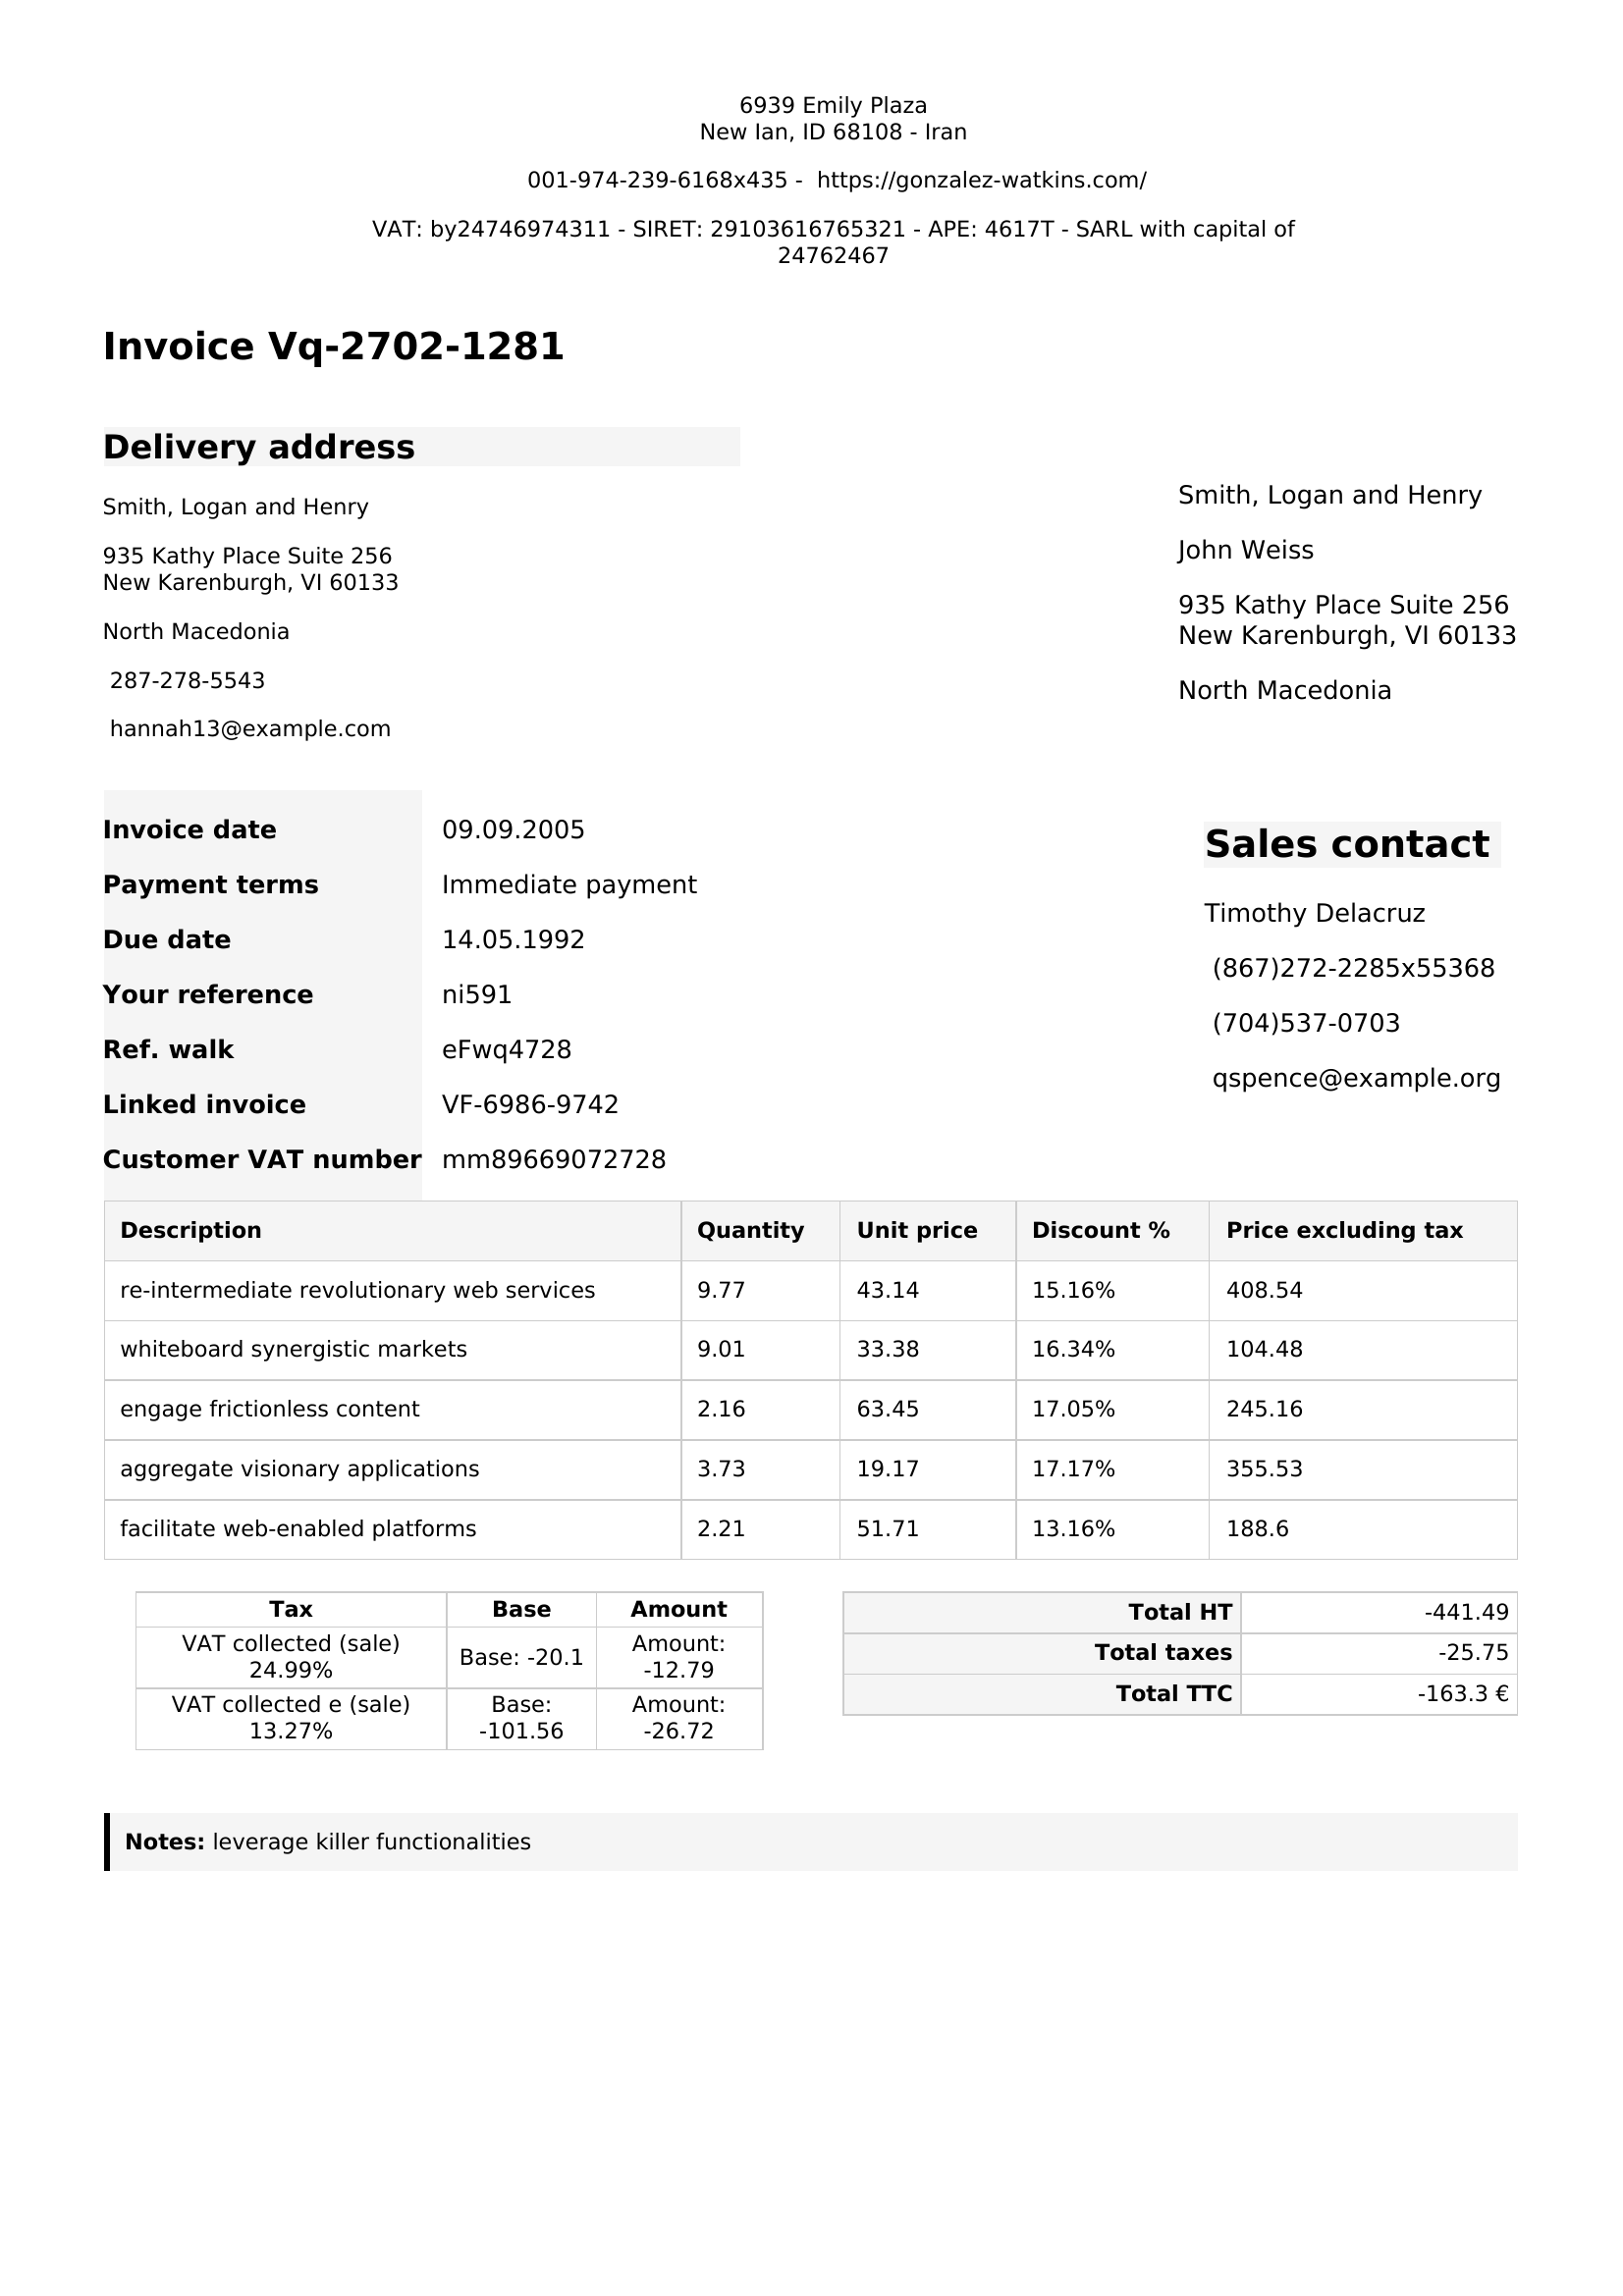 6939 Emily Plaza
New Ian, ID 68108 - Iran
001-974-239-6168x435 - https://gonzalez-watkins.com/
VAT: by24746974311 - SIRET: 29103616765321 - APE: 4617T - SARL with capital of
24762467
Invoice Vq-2702-1281
Delivery address
Smith, Logan and Henry
935 Kathy Place Suite 256
New Karenburgh, VI 60133
North Macedonia
287-278-5543
hannah13@example.com
Smith, Logan and Henry
John Weiss
935 Kathy Place Suite 256
New Karenburgh, VI 60133
North Macedonia
Invoice date 09.09.2005
Payment terms Immediate payment
Due date 14.05.1992
Your reference ni591
Ref. walk eFwq4728
Linked invoice VF-6986-9742
Customer VAT number mm89669072728
Sales contact
Timothy Delacruz
(867)272-2285x55368
(704)537-0703
qspence@example.org
Description Quantity Unit price Discount % Price excluding tax
re-intermediate revolutionary web services 9.77 43.14 15.16% 408.54
whiteboard synergistic markets 9.01 33.38 16.34% 104.48
engage frictionless content 2.16 63.45 17.05% 245.16
aggregate visionary applications 3.73 19.17 17.17% 355.53
facilitate web-enabled platforms 2.21 51.71 13.16% 188.6
Tax Base Amount
VAT collected (sale) 24.99% Base: -20.1 Amount: -12.79
VAT collected e (sale) 13.27% Base: -101.56 Amount: -26.72
Total HT -441.49
Total taxes -25.75
Total TTC -163.3 €
Notes: leverage killer functionalities